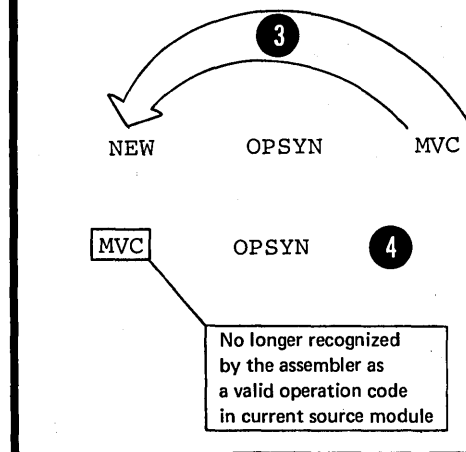 3
NEW OPSYN MVC
MVC OPSYN 4
No longer recognized
by the assembler as
a valid operation code
in current source module